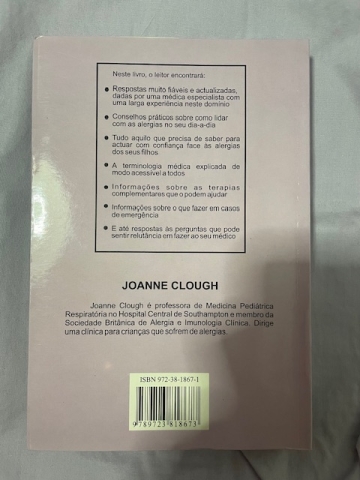 Neste livro, o leitor encontrará:
● Respostas muito fiáveis e actualizadas,
dadas por uma médica especialista com
uma larga experiência neste domínio
● Conselhos práticos sobre como lidar
com as alergias no seu dia-a-dia
● Tudo aquilo que precisa de saber para
actuar com confiança face às alergias
dos seus filhos
● A terminologia médica explicada de
modo acessível a todos
● Informações sobre as terapias
complementares que o podem ajudar
● Informações sobre o que fazer em casos
de emergência
● E até respostas às perguntas que pode
sentir relutância em fazer ao seu médico
JOANNE CLOUGH
Joanne Clough é professora de Medicina Pediátrica
Respiratória no Hospital Central de Southampton e membro da
Sociedade Britânica de Alergia e Imunologia Clínica. Dirige
uma clínica para crianças que sofrem de alergias.
ISBN 972-38-1867-1
9 789723 818673